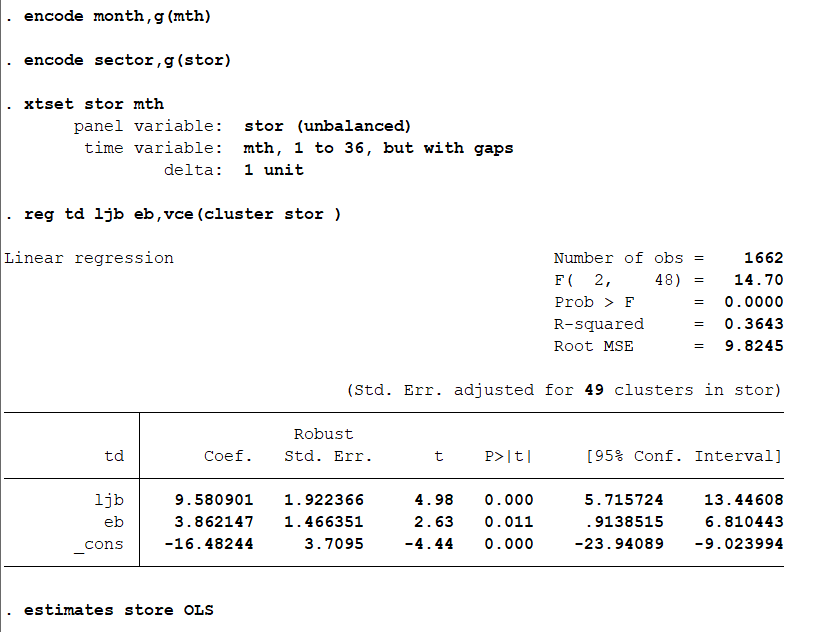 . encode month,g(mth)
. encode sector,g(stor)
. xtset stor mth
panel variable:  stor (unbalanced)
time variable:  mth, 1 to 36, but with gaps
delta:  1 unit
. reg td ljb eb,vce(cluster stor )
Linear regression                                      Number of obs =    1662
F(  2,    48) =   14.70
Prob > F      =  0.0000
R-squared     =  0.3643
Root MSE      =  9.8245
(Std. Err. adjusted for 49 clusters in stor)
Robust
td       Coef.   Std. Err.      t    P>|t|     [95% Conf. Interval]
ljb    9.580901   1.922366     4.98   0.000     5.715724    13.44608
eb    3.862147   1.466351     2.63   0.011     .9138515    6.810443
_cons   -16.48244     3.7095    -4.44   0.000    -23.94089   -9.023994
. estimates store OLS